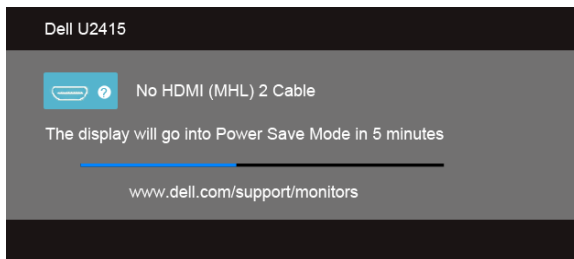 Dell U2415
? No HDMI (MHL) 2 Cable
The display will go into Power Save Mode in 5 minutes
www.dell.com/support/monitors